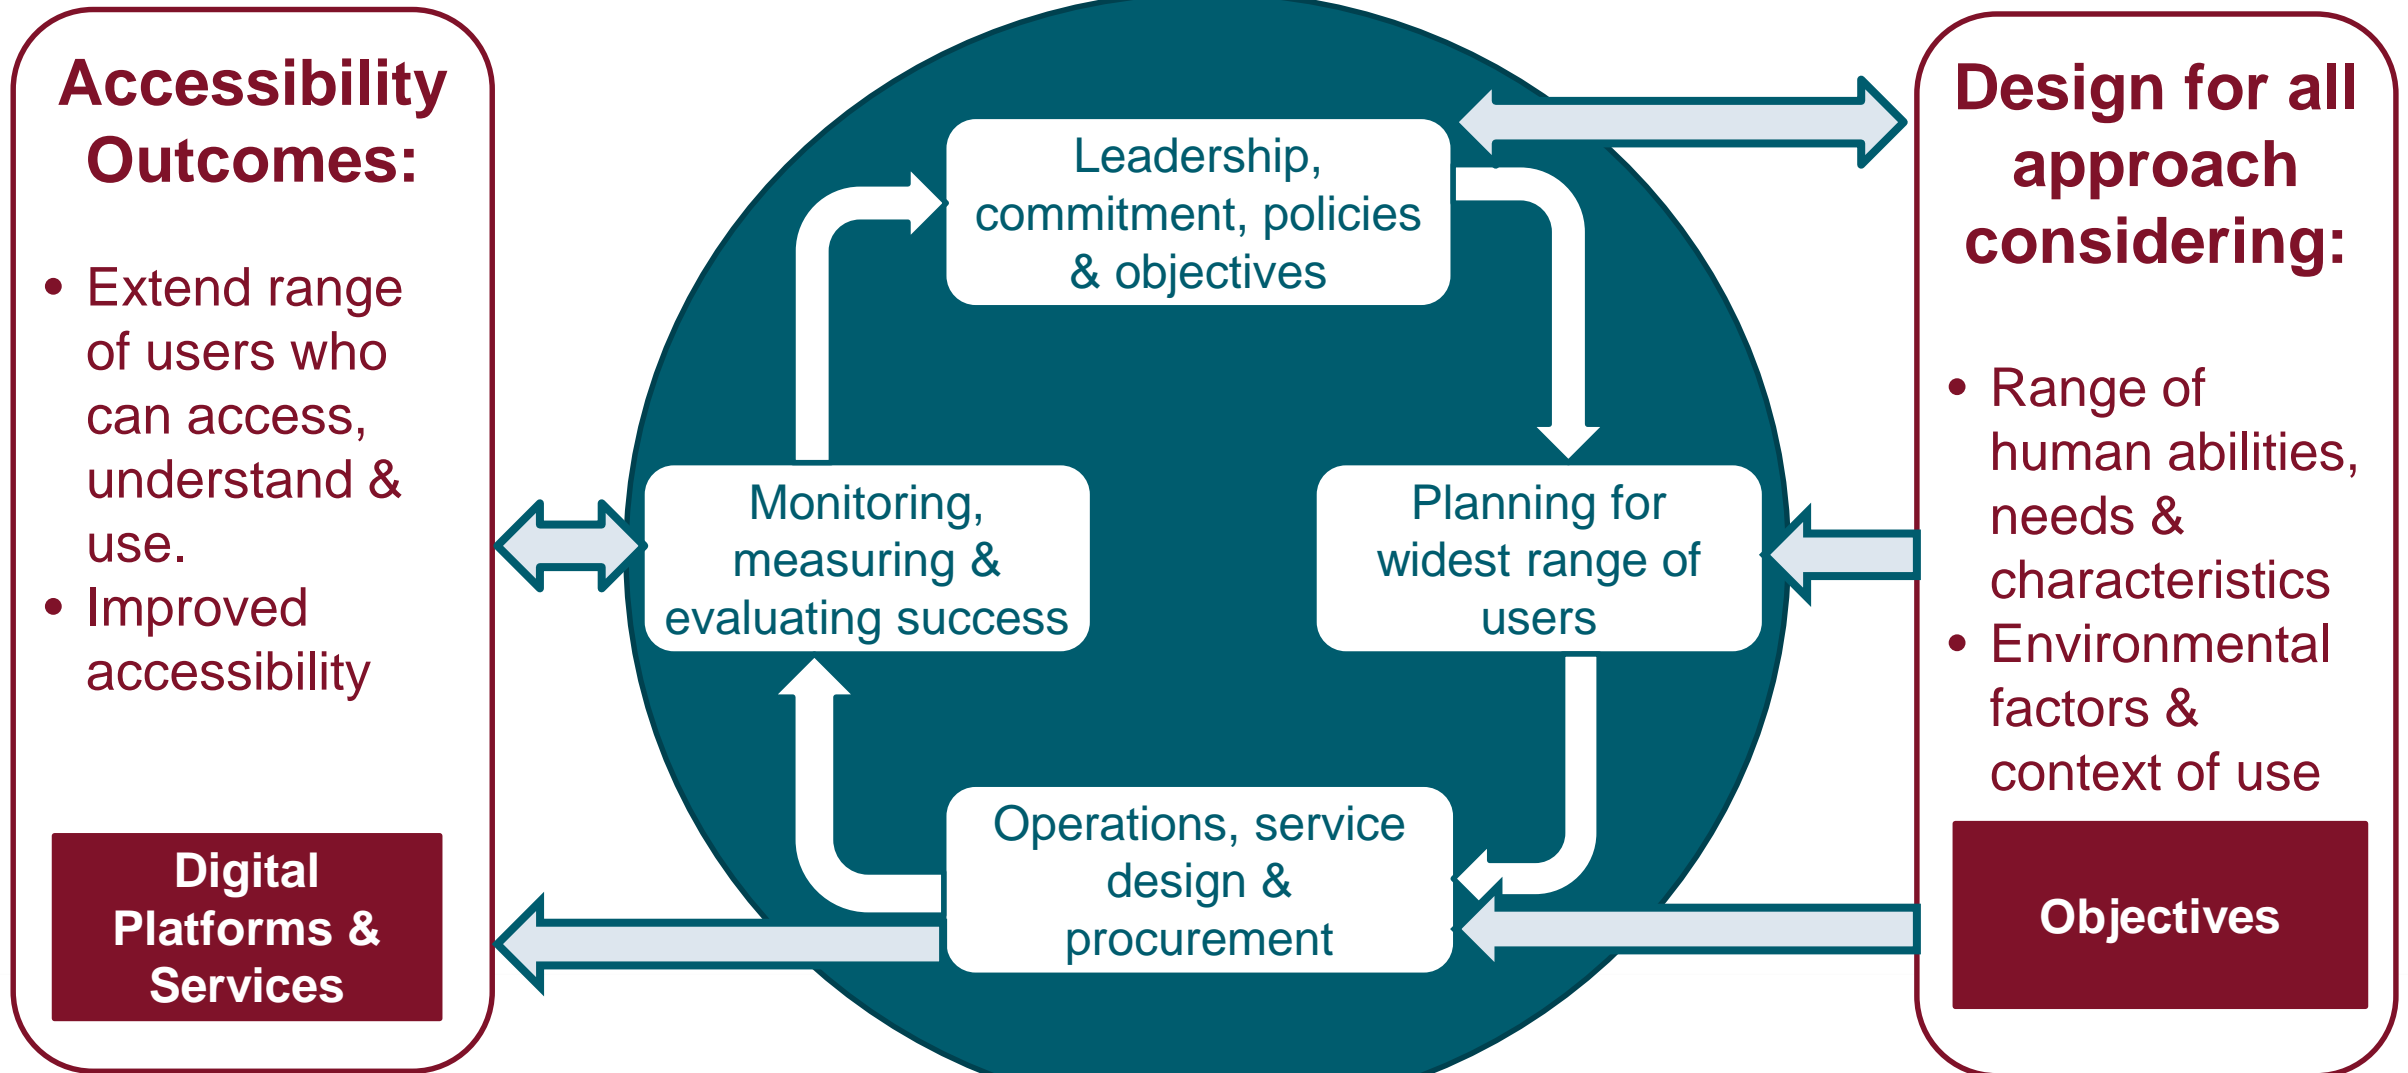 Accessibility
Outcomes:
• Extend range
of users who
can access,
understand &
use.
• Improved
accessibility
Digital
Platforms &
Services
Leadership,
commitment, policies
& objectives
Monitoring,
measuring &
evaluating success
Planning for
widest range of
users
Operations, service
design &
procurement
Design for all
approach
considering:
• Range of
human abilities,
needs &
characteristics
• Environmental
factors &
context of use
Objectives